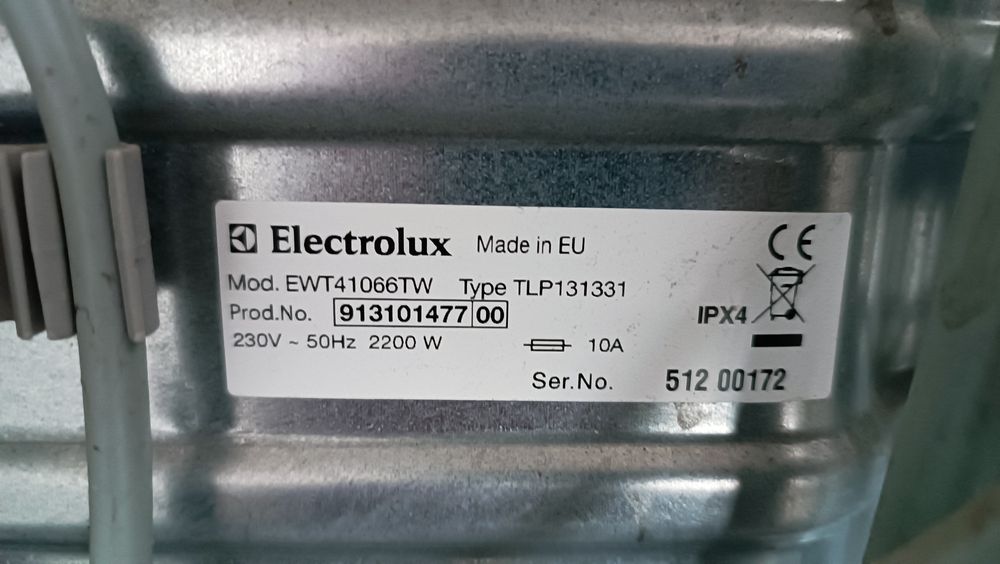 Electrolux Made in EU
Mod. EWT41066TW Type TLP131331
Prod.No. 913101477 00
IPX4
230V ~ 50Hz 2200 W 10A
Ser.No. 512 00172
CE